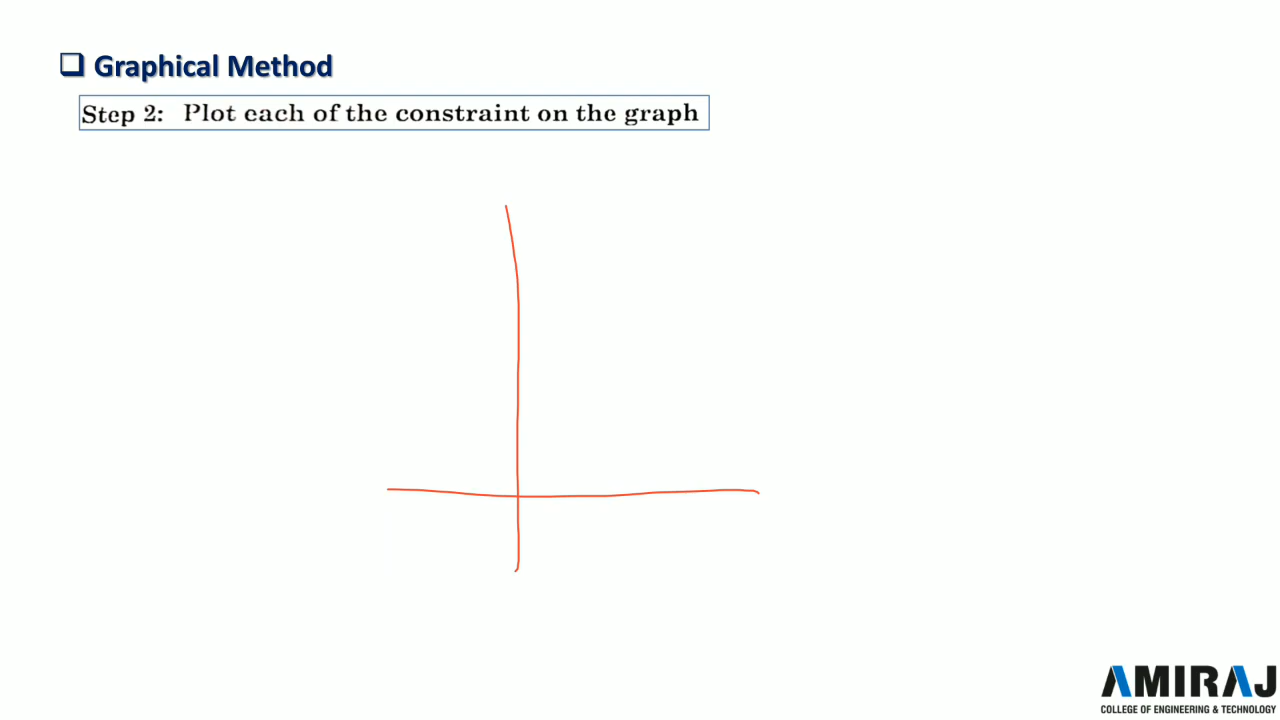 Graphical Method
Step 2: Plot each of the constraint on the graph
AMIRAJ
COLLEGE OF ENGINEERING & TECHNOLOGY